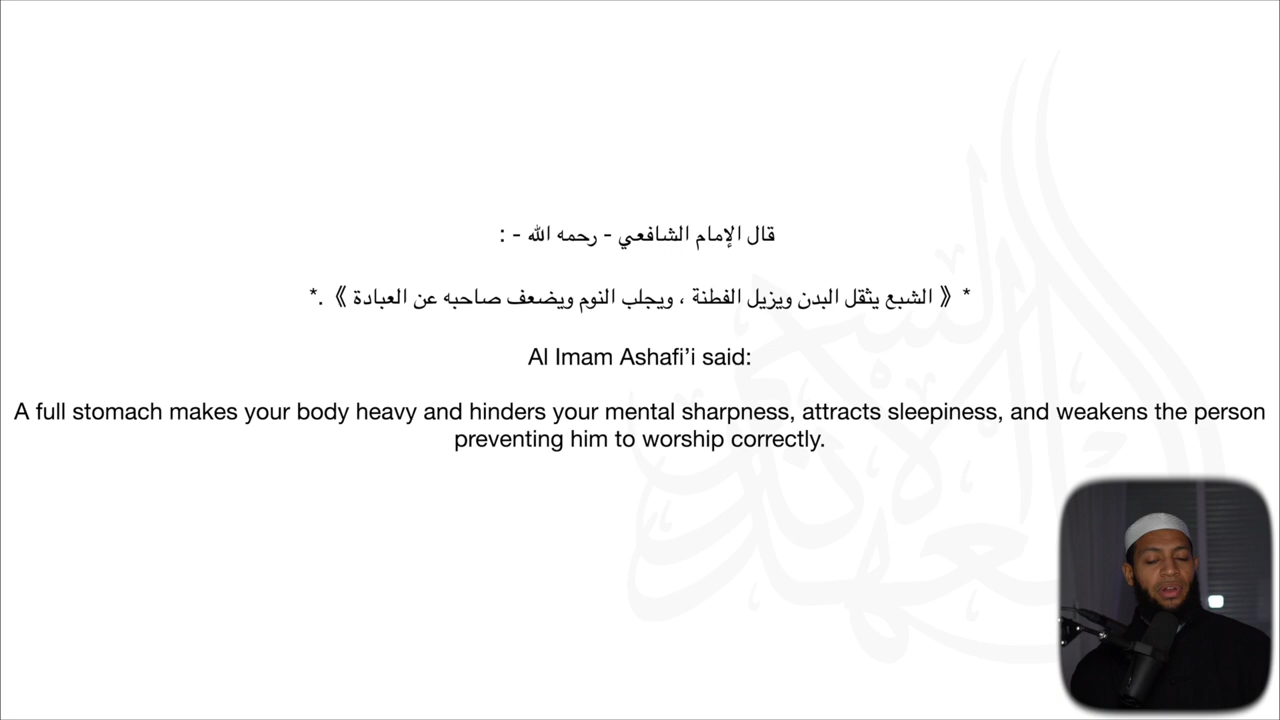 قال الإمام الشافعي - رحمه الله - :
* 《 الشبع يثقل البدن ويزيل الفطنة ، ويجلب النوم ويضعف صاحبه عن العبادة 》 .*
Al Imam Ashafi’i said:
A full stomach makes your body heavy and hinders your mental sharpness, attracts sleepiness, and weakens the person
preventing him to worship correctly.